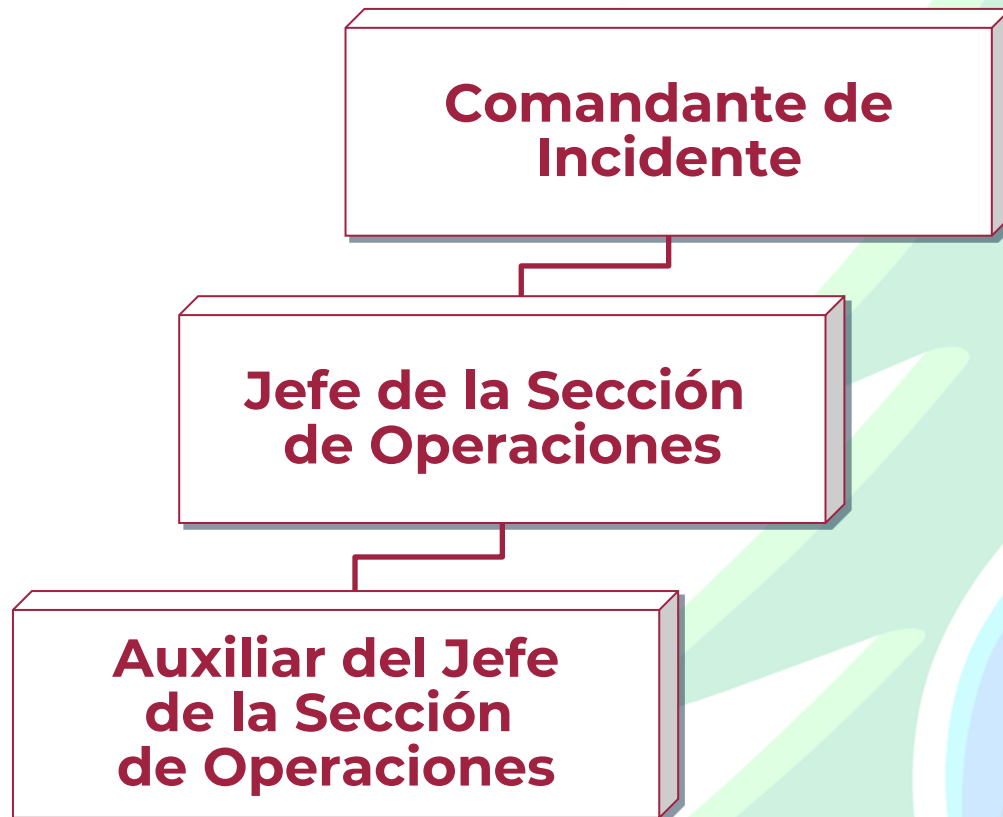 Comandante de
Incidente
Jefe de la Sección
de Operaciones
Auxiliar del Jefe
de la Sección
de Operaciones